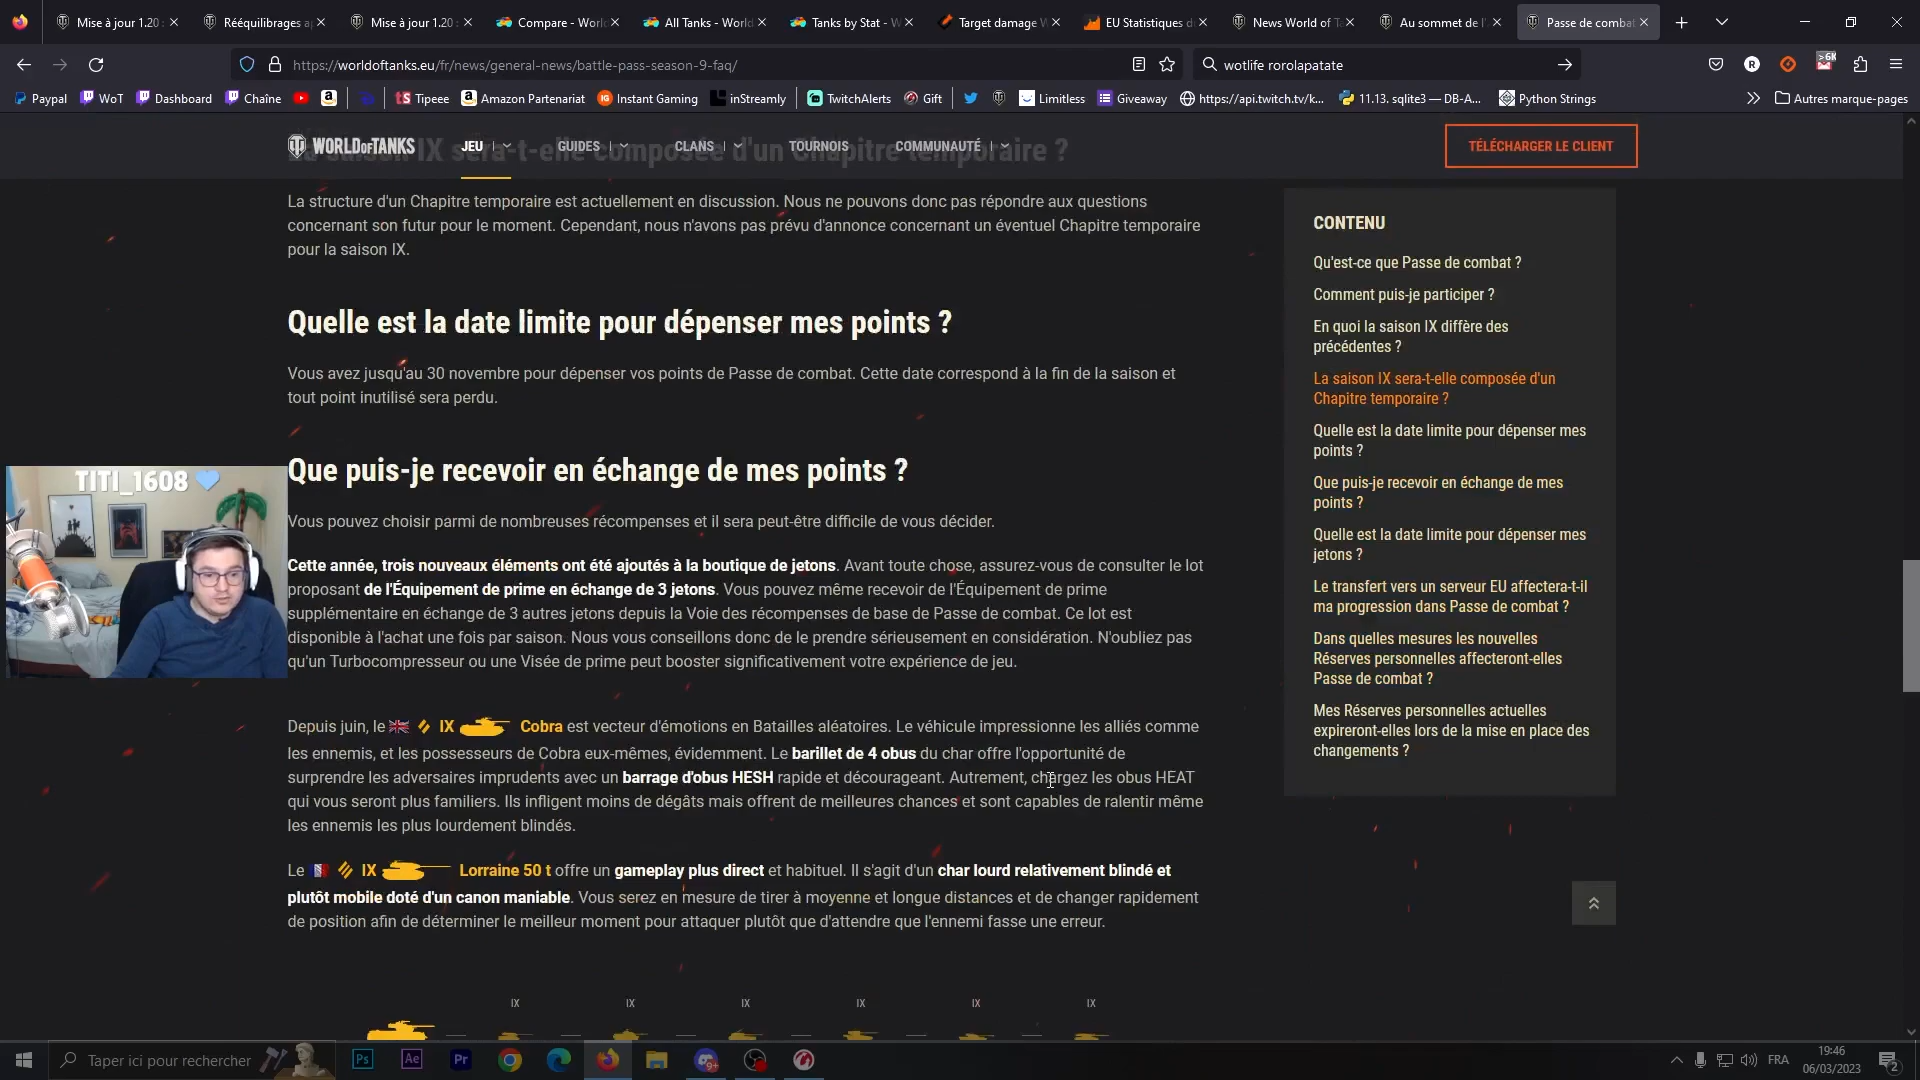 Mise à jour 1.20 :
Rééquilibrages a
Mise à jour 1.20 :
Compare - Worl
All Tanks - World
Tanks by Stat - W
Target damage W
EU Statistiques d
News World of Ta
Au sommet de l'
Passe de combat
https://worldoftanks.eu/fr/news/general-news/battle-pass-season-9-faq/
wotlife rorolapatate
>6K
Paypal
WoT
Dashboard
Chaîne
Tipeee
Amazon Partenariat
Instant Gaming
inStreamly
TwitchAlerts
Gift
Limitless
Giveaway
https://api.twitch.tv/k...
11.13. sqlite3 — DB-A...
Python Strings
Autres marque-pages
WORLD OF TANKS
JEU
GUIDES
CLANS
TOURNOIS
COMMUNAUTÉ
TÉLÉCHARGER LE CLIENT
La saison IX sera-t-elle composée d'un Chapitre temporaire ?
La structure d'un Chapitre temporaire est actuellement en discussion. Nous ne pouvons donc pas répondre aux questions
concernant son futur pour le moment. Cependant, nous n'avons pas prévu d'annonce concernant un éventuel Chapitre temporaire
pour la saison IX.
Quelle est la date limite pour dépenser mes points ?
Vous avez jusqu'au 30 novembre pour dépenser vos points de Passe de combat. Cette date correspond à la fin de la saison et
tout point inutilisé sera perdu.
Que puis-je recevoir en échange de mes points ?
Vous pouvez choisir parmi de nombreuses récompenses et il sera peut-être difficile de vous décider.
Cette année, trois nouveaux éléments ont été ajoutés à la boutique de jetons. Avant toute chose, assurez-vous de consulter le lot
proposant de l'Équipement de prime en échange de 3 jetons. Vous pouvez même recevoir de l'Équipement de prime
supplémentaire en échange de 3 autres jetons depuis la Voie des récompenses de base de Passe de combat. Ce lot est
disponible à l'achat une fois par saison. Nous vous conseillons donc de le prendre sérieusement en considération. N'oubliez pas
qu'un Turbocompresseur ou une Visée de prime peut booster significativement votre expérience de jeu.
Depuis juin, le IX Cobra est vecteur d'émotions en Batailles aléatoires. Le véhicule impressionne les alliés comme
les ennemis, et les possesseurs de Cobra eux-mêmes, évidemment. Le barillet de 4 obus du char offre l'opportunité de
surprendre les adversaires imprudents avec un barrage d'obus HESH rapide et décourageant. Autrement, chargez les obus HEAT
qui vous seront plus familiers. Ils infligent moins de dégâts mais offrent de meilleures chances et sont capables de ralentir même
les ennemis les plus lourdement blindés.
Le IX Lorraine 50 t offre un gameplay plus direct et habituel. Il s'agit d'un char lourd relativement blindé et
plutôt mobile doté d'un canon maniable. Vous serez en mesure de tirer à moyenne et longue distances et de changer rapidement
de position afin de déterminer le meilleur moment pour attaquer plutôt que d'attendre que l'ennemi fasse une erreur.
IX IX IX IX IX IX
CONTENU
Qu'est-ce que Passe de combat ?
Comment puis-je participer ?
En quoi la saison IX diffère des
précédentes ?
La saison IX sera-t-elle composée d'un
Chapitre temporaire ?
Quelle est la date limite pour dépenser mes
points ?
Que puis-je recevoir en échange de mes
points ?
Quelle est la date limite pour dépenser mes
jetons ?
Le transfert vers un serveur EU affectera-t-il
ma progression dans Passe de combat ?
Dans quelles mesures les nouvelles
Réserves personnelles affecteront-elles
Passe de combat ?
Mes Réserves personnelles actuelles
expireront-elles lors de la mise en place des
changements ?
TITI_1608
Taper ici pour rechercher
Ps
Ae
Pr
9+
FRA
19:46
06/03/2023
2